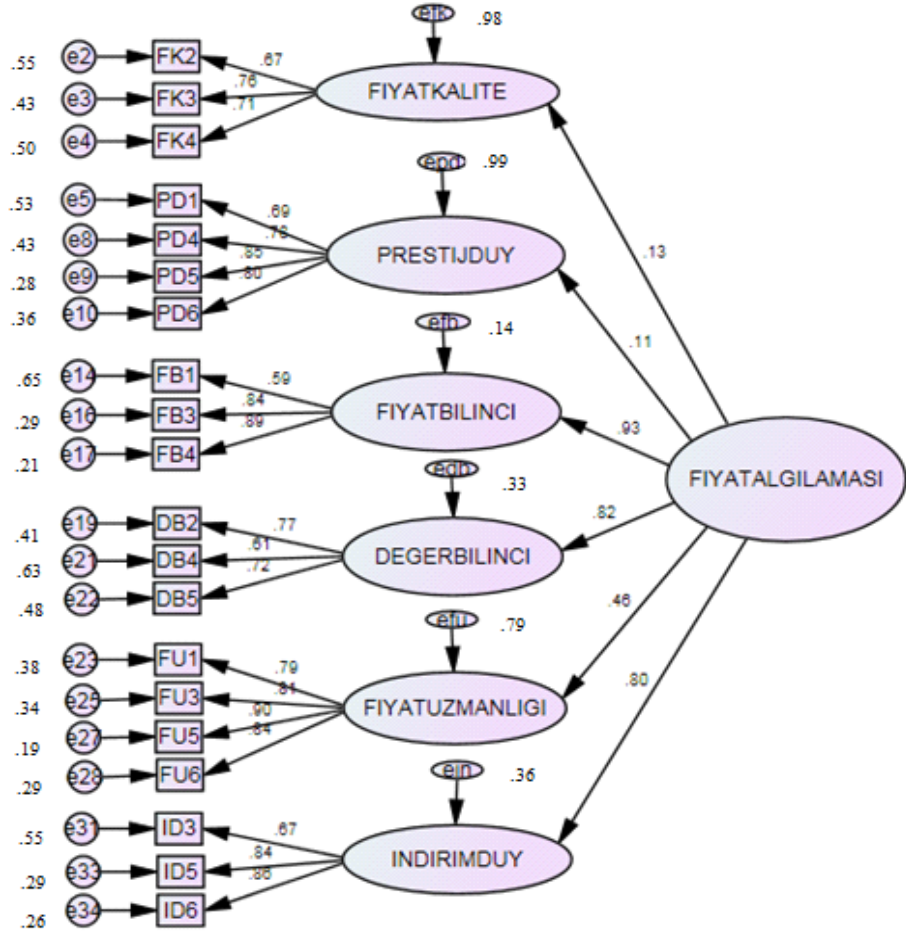 efk .98
.55 e2 FK2 .67
FIYATKALITE
.43 e3 FK3 .76
.50 e4 FK4 .71
epd .99
.53 e5 PD1 .69
.43 e8 PD4 .78
PRESTIJDUY
.28 e9 PD5 .85
.36 e10 PD6 .80
.13
.11
efb .14
.65 e14 FB1 .59
.29 e16 FB3 .84
FIYATBILINCI
.21 e17 FB4 .89
.93
FIYATALGILAMASI
edb .33
.41 e19 DB2 .77
.82
.63 e21 DB4 .61
DEGERBILINCI
.48 e22 DB5 .72
.46
efu .79
.38 e23 FU1 .79
.80
.34 e25 FU3 .81
FIYATUZMANLIGI
.19 e27 FU5 .90
.29 e28 FU6 .84
ein .36
.55 e31 ID3 .67
.29 e33 ID5 .84
INDIRIMDUY
.26 e34 ID6 .86